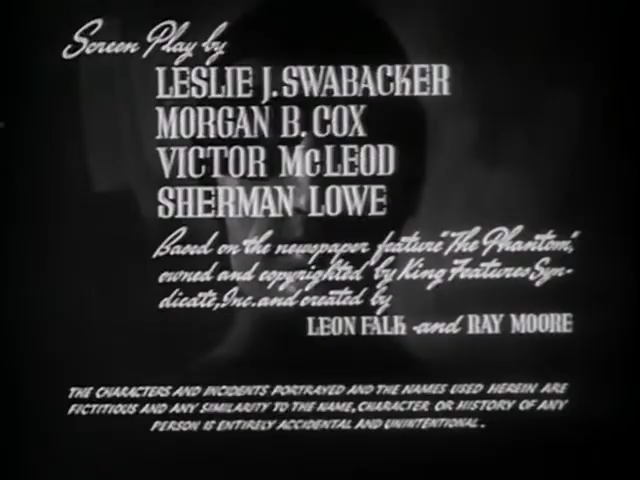 Screen Play by
LESLIE J. SWABACKER
MORGAN B. COX
VICTOR McLEOD
SHERMAN LOWE
Based on the newspaper feature "The Phantom",
owned and copyrighted by King Features Syn-
dicate, Inc. and created by
LEON FALK and RAY MOORE
THE CHARACTERS AND INCIDENTS PORTRAYED AND THE NAMES USED HEREIN ARE
FICTITIOUS AND ANY SIMILARITY TO THE NAME, CHARACTER OR HISTORY OF ANY
PERSON IS ENTIRELY ACCIDENTAL AND UNINTENTIONAL.